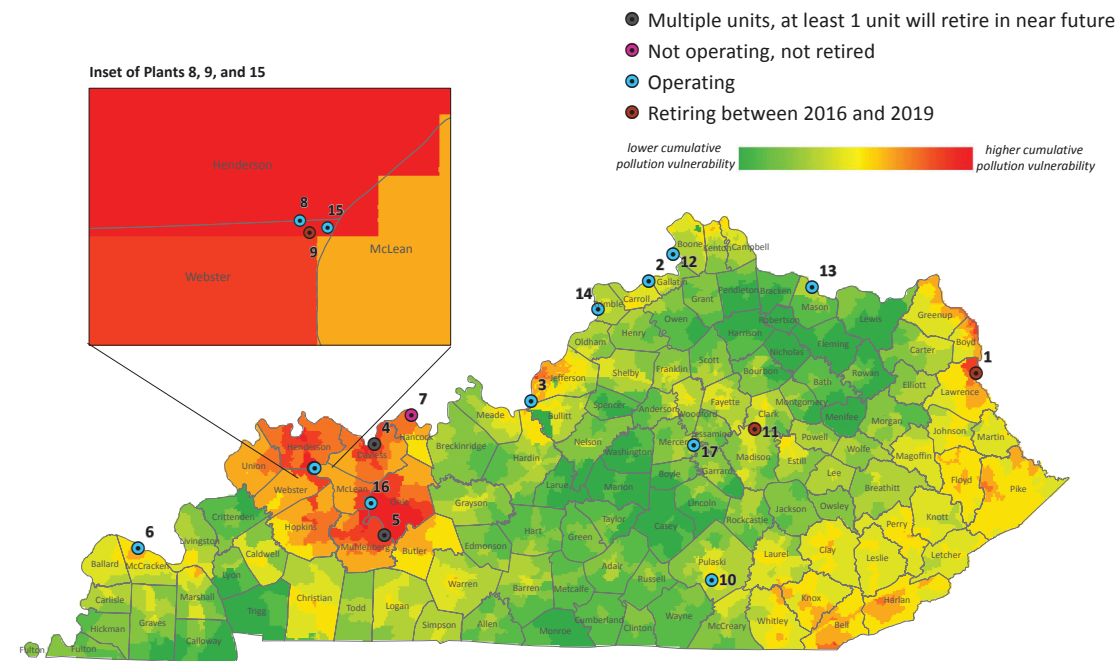 Multiple units, at least 1 unit will retire in near future
Not operating, not retired
Operating
Retiring between 2016 and 2019
lower cumulative
pollution vulnerability
higher cumulative
pollution vulnerability
Inset of Plants 8, 9, and 15
Henderson
8
15
9
McLean
Webster
Boone
Kenton
Campbell
12
2
Gallatin
13
14
Trimble
Carroll
Grant
Pendleton
Bracken
Mason
Lewis
Greenup
Boyd
1
Owen
Robertson
Henry
Harrison
Fleming
Carter
Oldham
Nicholas
Scott
Rowan
Elliott
Lawrence
3
Jefferson
Shelby
Franklin
Bourbon
Bath
7
Meade
Bullitt
Spencer
Anderson
Woodford
Fayette
Clark
Montgomery
Menifee
Morgan
Johnson
Martin
4
Hancock
Breckinridge
Hardin
Nelson
Washington
Mercer
Jessamine
11
Powell
Wolfe
Magoffin
Henderson
Daviess
17
Madison
Estill
Lee
Floyd
Pike
Union
Webster
McLean
16
Ohio
Grayson
Larue
Marion
Boyle
Garrard
Breathitt
Lincoln
Jackson
Owsley
Knott
Crittenden
Hopkins
5
Muhlenberg
Butler
Edmonson
Hart
Green
Taylor
Casey
Rockcastle
Perry
Letcher
6
Livingston
Ballard
McCracken
Caldwell
Lyon
Warren
Barren
Metcalfe
Adair
Russell
Pulaski
10
Laurel
Clay
Leslie
Carlisle
Marshall
Trigg
Christian
Todd
Logan
Simpson
Allen
Monroe
Cumberland
Clinton
Wayne
McCreary
Whitley
Knox
Bell
Harlan
Hickman
Graves
Calloway
Fulton
Fulton